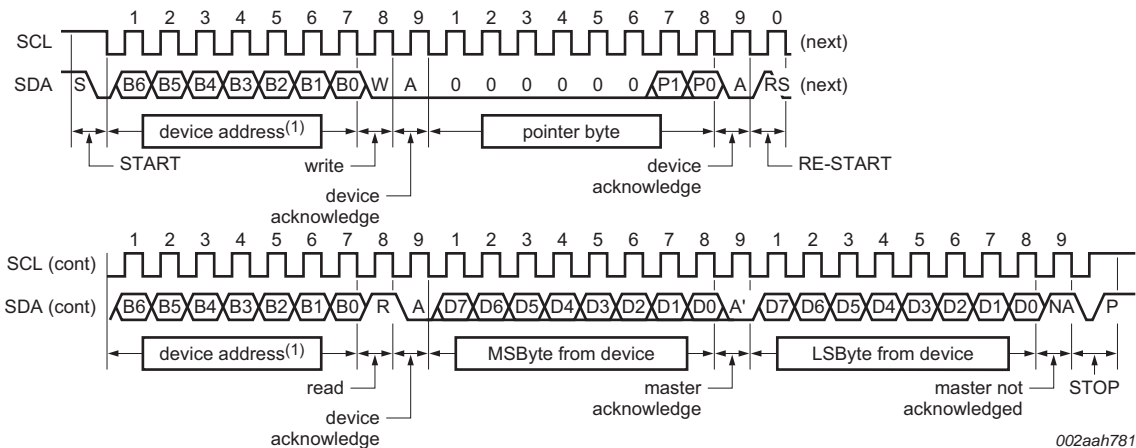 1 2 3 4 5 6 7 8 9 1 2 3 4 5 6 7 8 9 0
SCL (next)
SDA S B6 B5 B4 B3 B2 B1 B0 W A 0 0 0 0 0 0 P1 P0 A RS (next)
device address(1) pointer byte
START write device RE-START
device acknowledge
acknowledge
1 2 3 4 5 6 7 8 9 1 2 3 4 5 6 7 8 9 1 2 3 4 5 6 7 8 9
SCL (cont)
SDA (cont) B6 B5 B4 B3 B2 B1 B0 R A D7 D6 D5 D4 D3 D2 D1 D0 A' D7 D6 D5 D4 D3 D2 D1 D0 NA P
device address(1) MSByte from device LSByte from device
read master master not STOP
device acknowledge acknowledged
acknowledge
002aah781